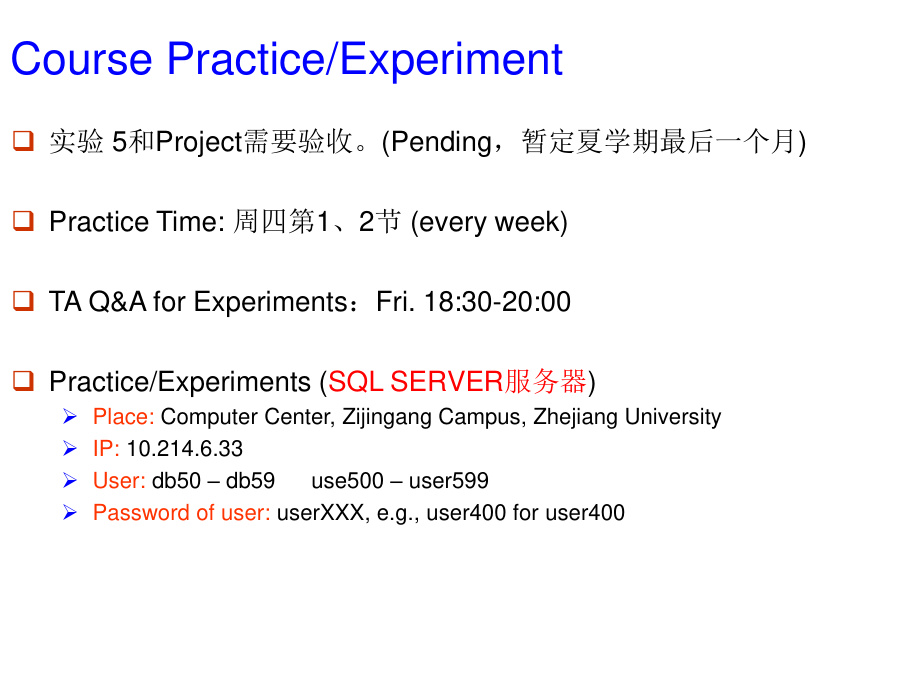 Course Practice/Experiment
实验 5和Project需要验收。(Pending，暂定夏学期最后一个月)
Practice Time: 周四第1、2节 (every week)
TA Q&A for Experiments：Fri. 18:30-20:00
Practice/Experiments (SQL SERVER服务器)
Place: Computer Center, Zijingang Campus, Zhejiang University
IP: 10.214.6.33
User: db50 – db59 use500 – user599
Password of user: userXXX, e.g., user400 for user400